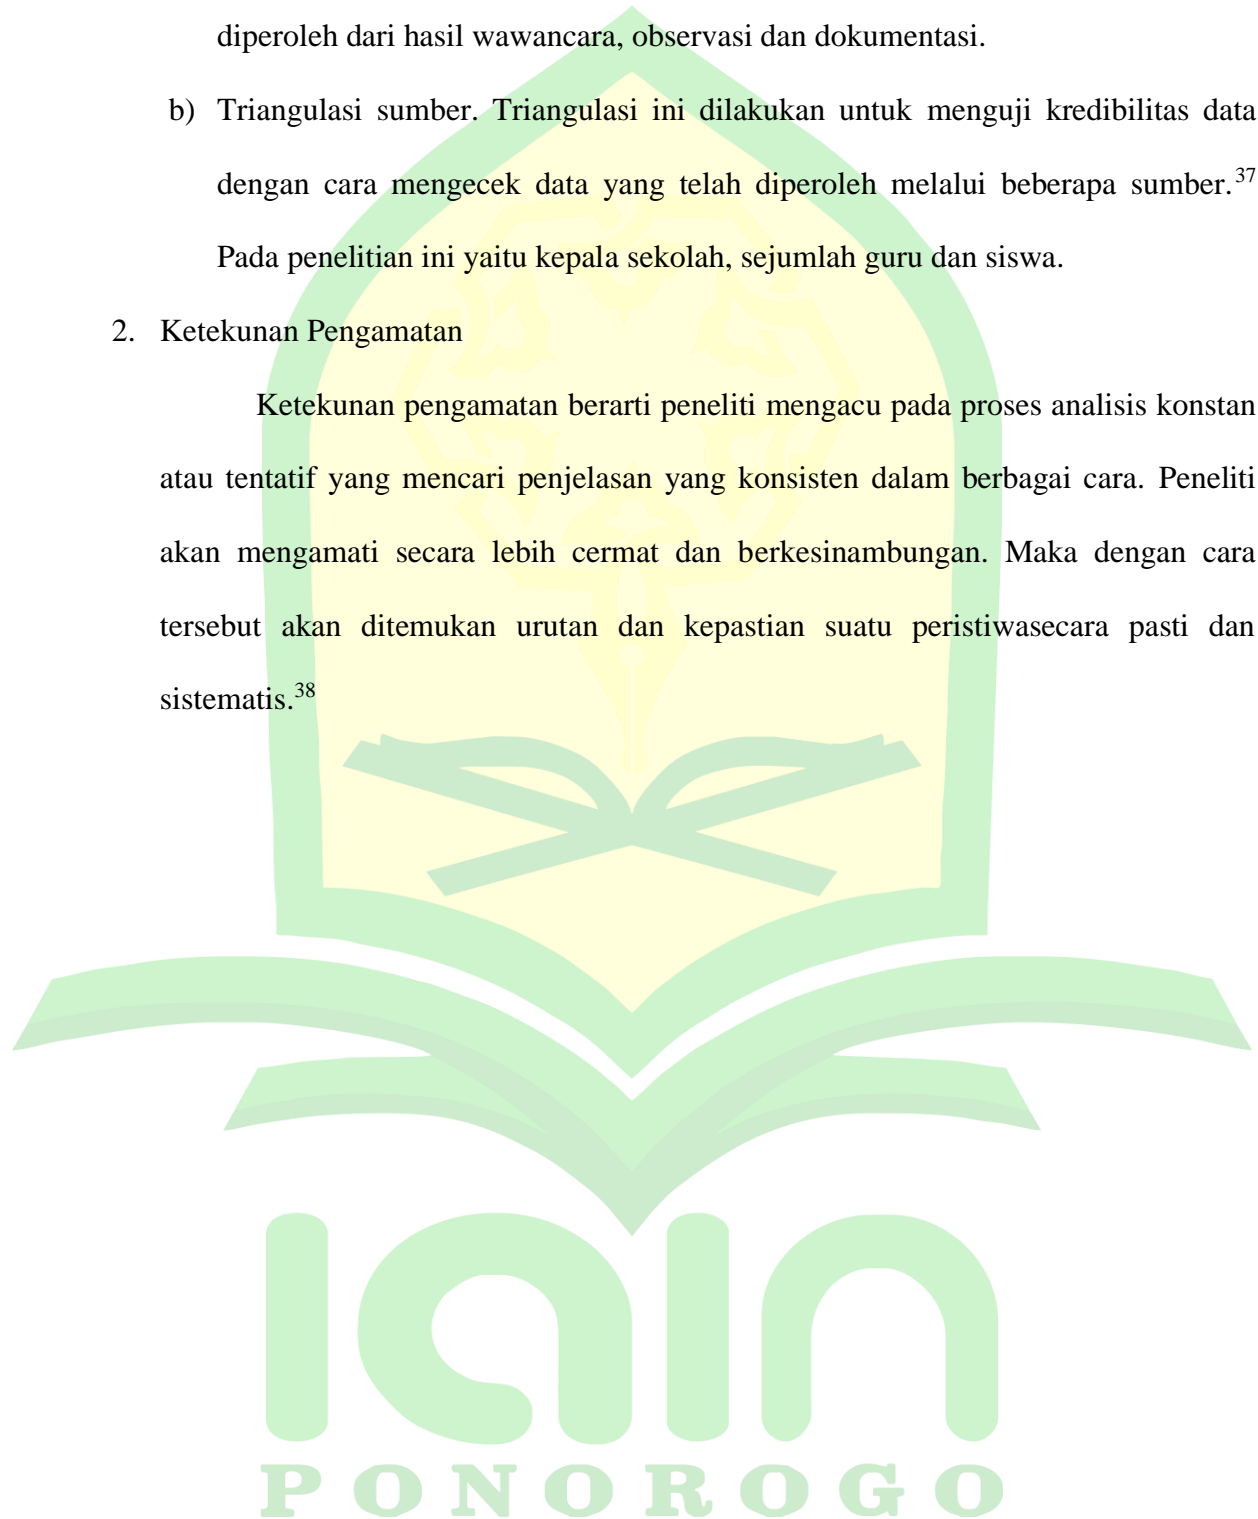 diperoleh dari hasil wawancara, observasi dan dokumentasi.
b) Triangulasi sumber. Triangulasi ini dilakukan untuk menguji kredibilitas data
dengan cara mengecek data yang telah diperoleh melalui beberapa sumber.37
Pada penelitian ini yaitu kepala sekolah, sejumlah guru dan siswa.
2. Ketekunan Pengamatan
Ketekunan pengamatan berarti peneliti mengacu pada proses analisis konstan
atau tentatif yang mencari penjelasan yang konsisten dalam berbagai cara. Peneliti
akan mengamati secara lebih cermat dan berkesinambungan. Maka dengan cara
tersebut akan ditemukan urutan dan kepastian suatu peristiwasecara pasti dan
sistematis.38
iain
PONOROGO